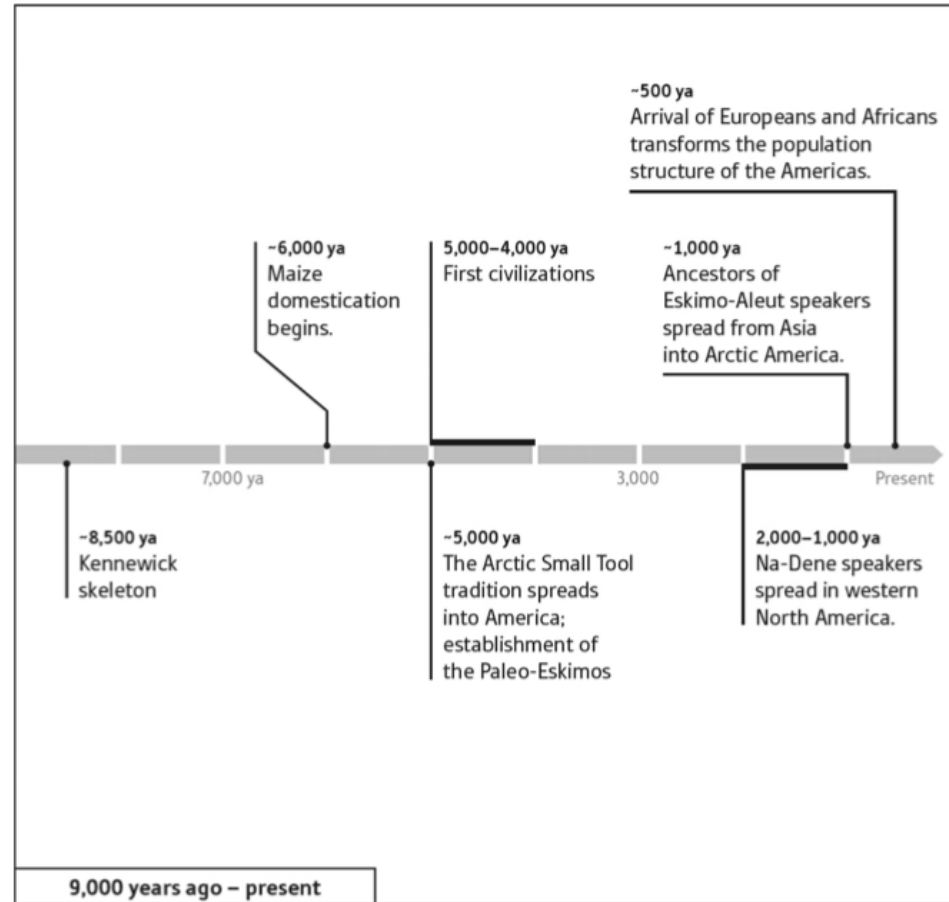 ~500 ya
Arrival of Europeans and Africans
transforms the population
structure of the Americas.
~6,000 ya
Maize
domestication
begins.
5,000–4,000 ya
First civilizations
~1,000 ya
Ancestors of
Eskimo-Aleut speakers
spread from Asia
into Arctic America.
7,000 ya
3,000
Present
~8,500 ya
Kennewick
skeleton
~5,000 ya
The Arctic Small Tool
tradition spreads
into America;
establishment of
the Paleo-Eskimos
2,000–1,000 ya
Na-Dene speakers
spread in western
North America.
9,000 years ago – present